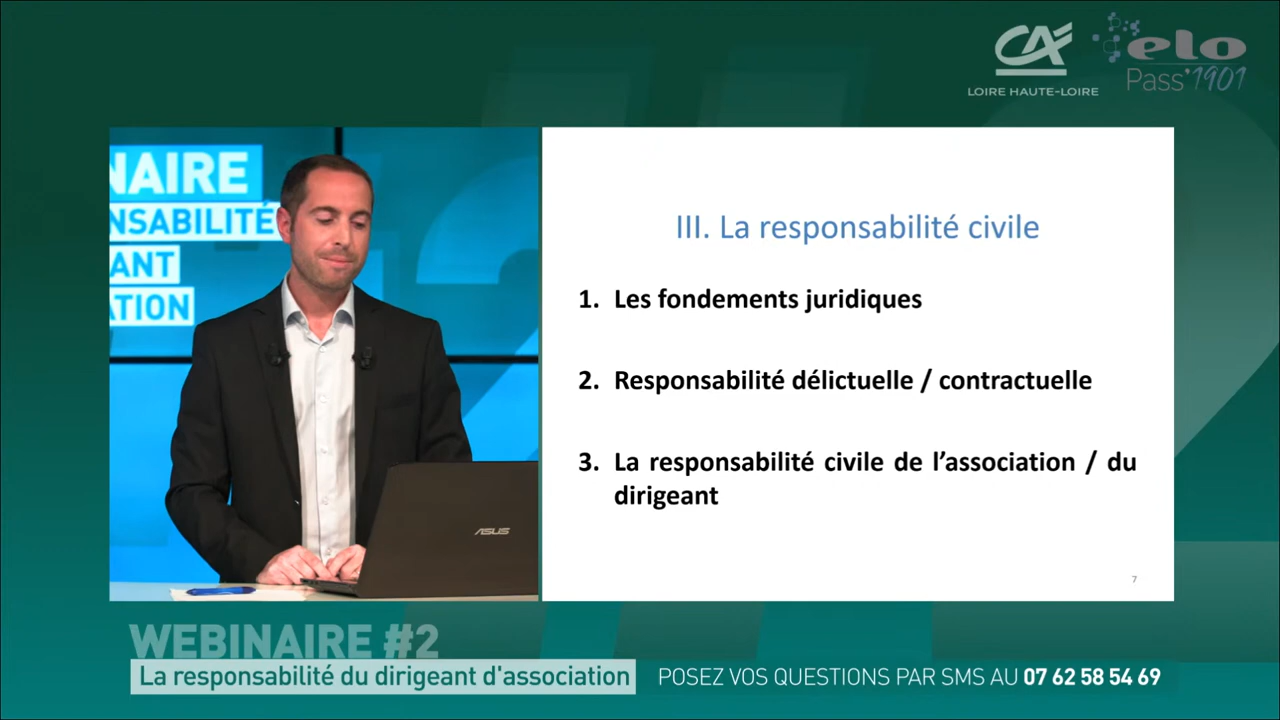 CA
elo
Pass'1901
LOIRE HAUTE-LOIRE
NAIRE
NSABILITÉ
ANT
ATION
ASUS
III. La responsabilité civile
1. Les fondements juridiques
2. Responsabilité délictuelle / contractuelle
3. La responsabilité civile de l’association / du
dirigeant
7
WEBINAIRE #2
La responsabilité du dirigeant d'association
POSEZ VOS QUESTIONS PAR SMS AU 07 62 58 54 69